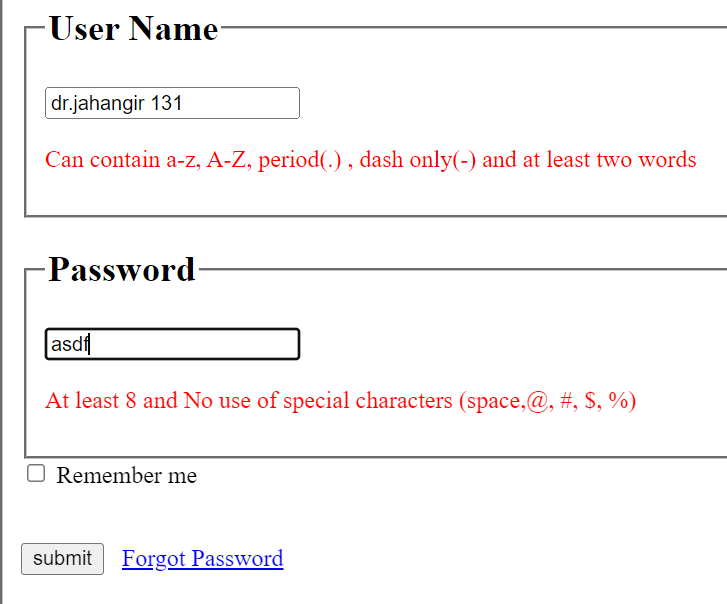 User Name
dr.jahangir 131
Can contain a-z, A-Z, period(.) , dash only(-) and at least two words
Password
asdf
At least 8 and No use of special characters (space,@, #, $, %)
Remember me
submit Forgot Password